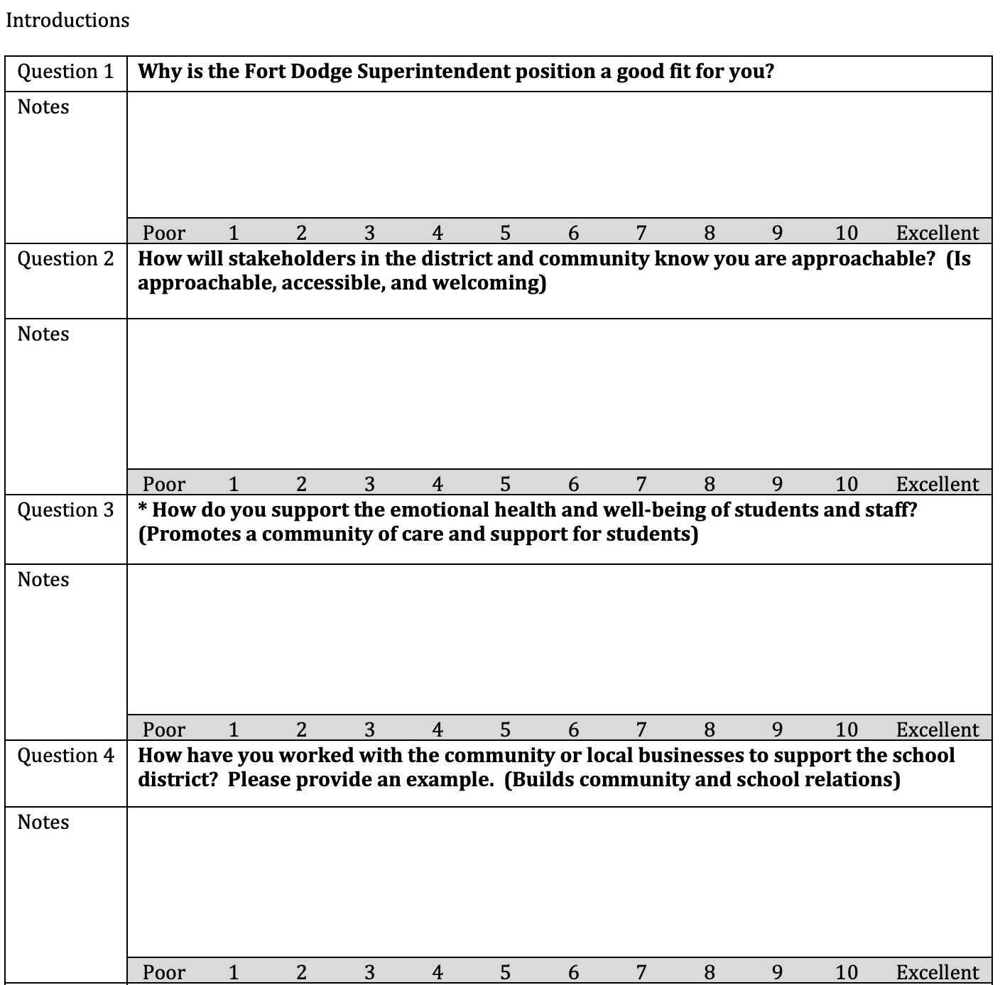 Introductions
Question 1 Why is the Fort Dodge Superintendent position a good fit for you?
Notes
Poor 1 2 3 4 5 6 7 8 9 10 Excellent
Question 2 How will stakeholders in the district and community know you are approachable? (Is
approachable, accessible, and welcoming)
Notes
Poor 1 2 3 4 5 6 7 8 9 10 Excellent
Question 3 * How do you support the emotional health and well-being of students and staff?
(Promotes a community of care and support for students)
Notes
Poor 1 2 3 4 5 6 7 8 9 10 Excellent
Question 4 How have you worked with the community or local businesses to support the school
district? Please provide an example. (Builds community and school relations)
Notes
Poor 1 2 3 4 5 6 7 8 9 10 Excellent